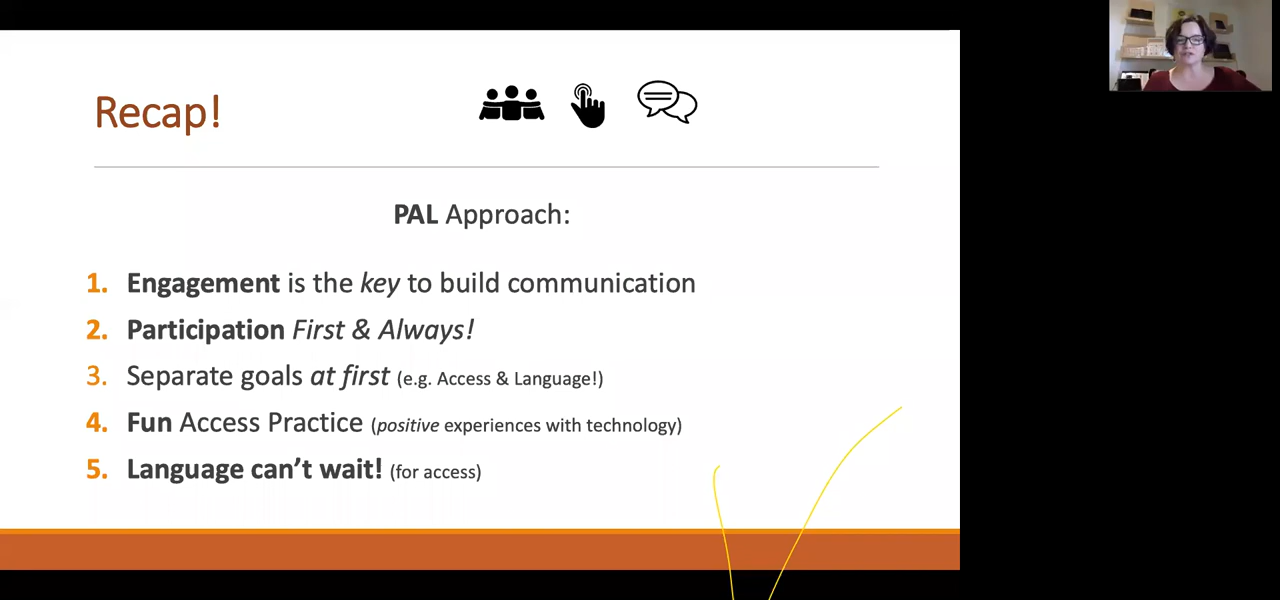 Recap!
PAL Approach:
1. Engagement is the key to build communication
2. Participation First & Always!
3. Separate goals at first (e.g. Access & Language!)
4. Fun Access Practice (positive experiences with technology)
5. Language can’t wait! (for access)